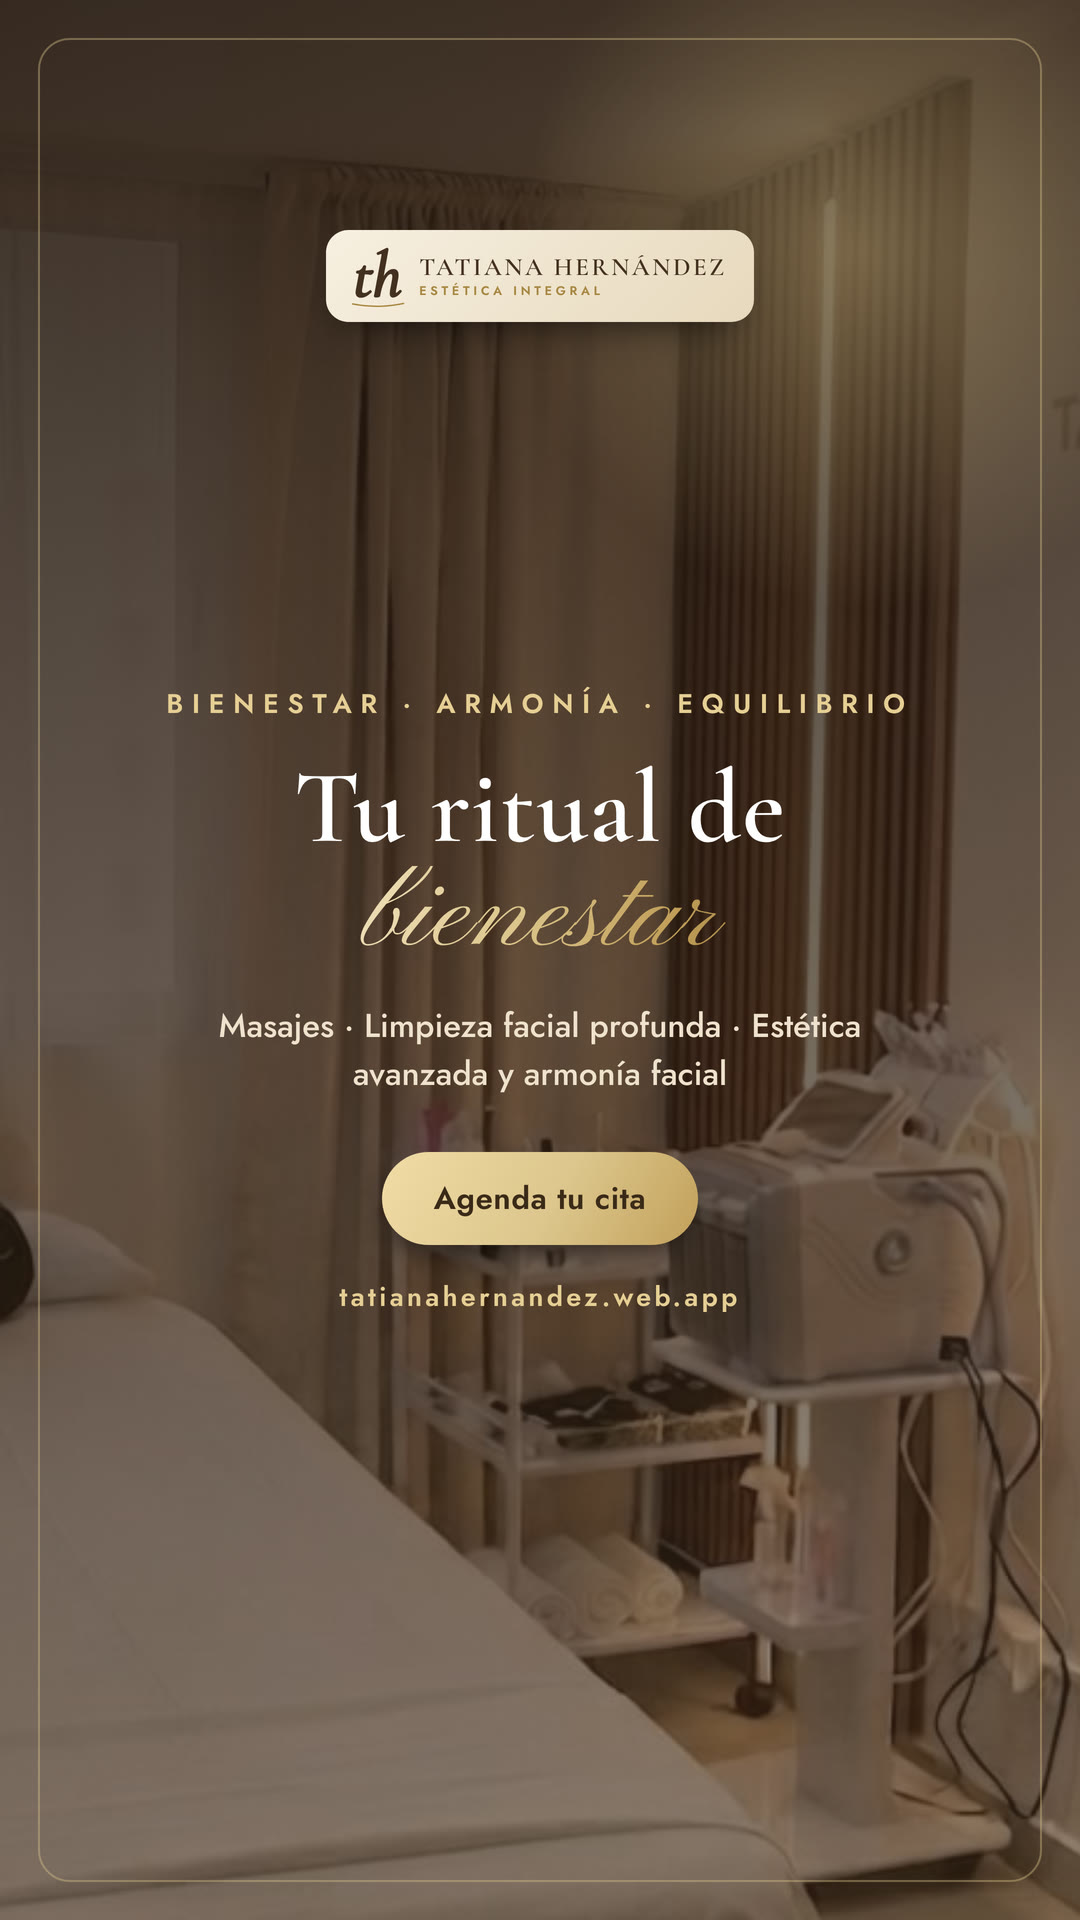 th
TATIANA HERNÁNDEZ
ESTÉTICA INTEGRAL
BIENESTAR · ARMONÍA · EQUILIBRIO
Tu ritual de
bienestar
Masajes · Limpieza facial profunda · Estética
avanzada y armonía facial
Agenda tu cita
tatianahernandez.web.app